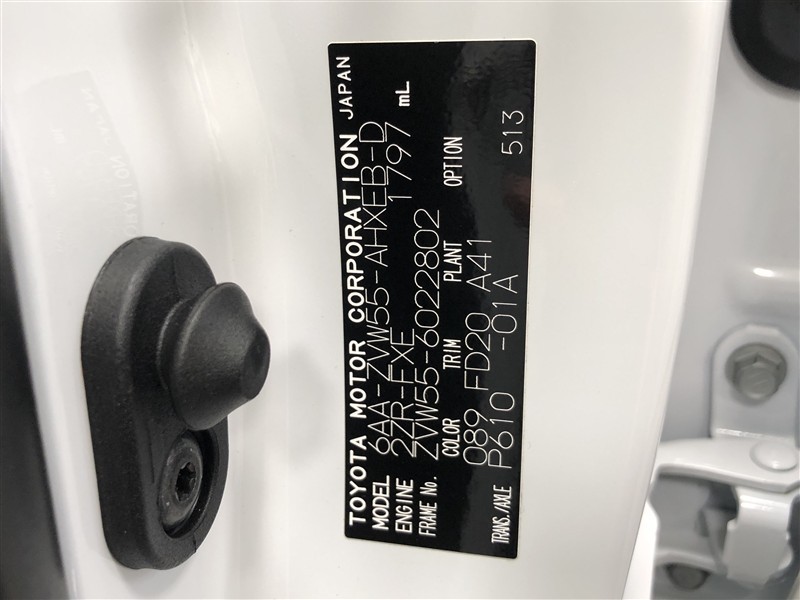 TOYOTA MOTOR CORPORATION JAPAN
MODEL 6AA-ZVW55-AHXEB-D
ENGINE 2ZR-FXE 1797 mL
FRAME No. ZVW55-6022802
COLOR TRIM PLANT OPTION
089 FD20 A41
TRANS./AXLE P610 -01A 513